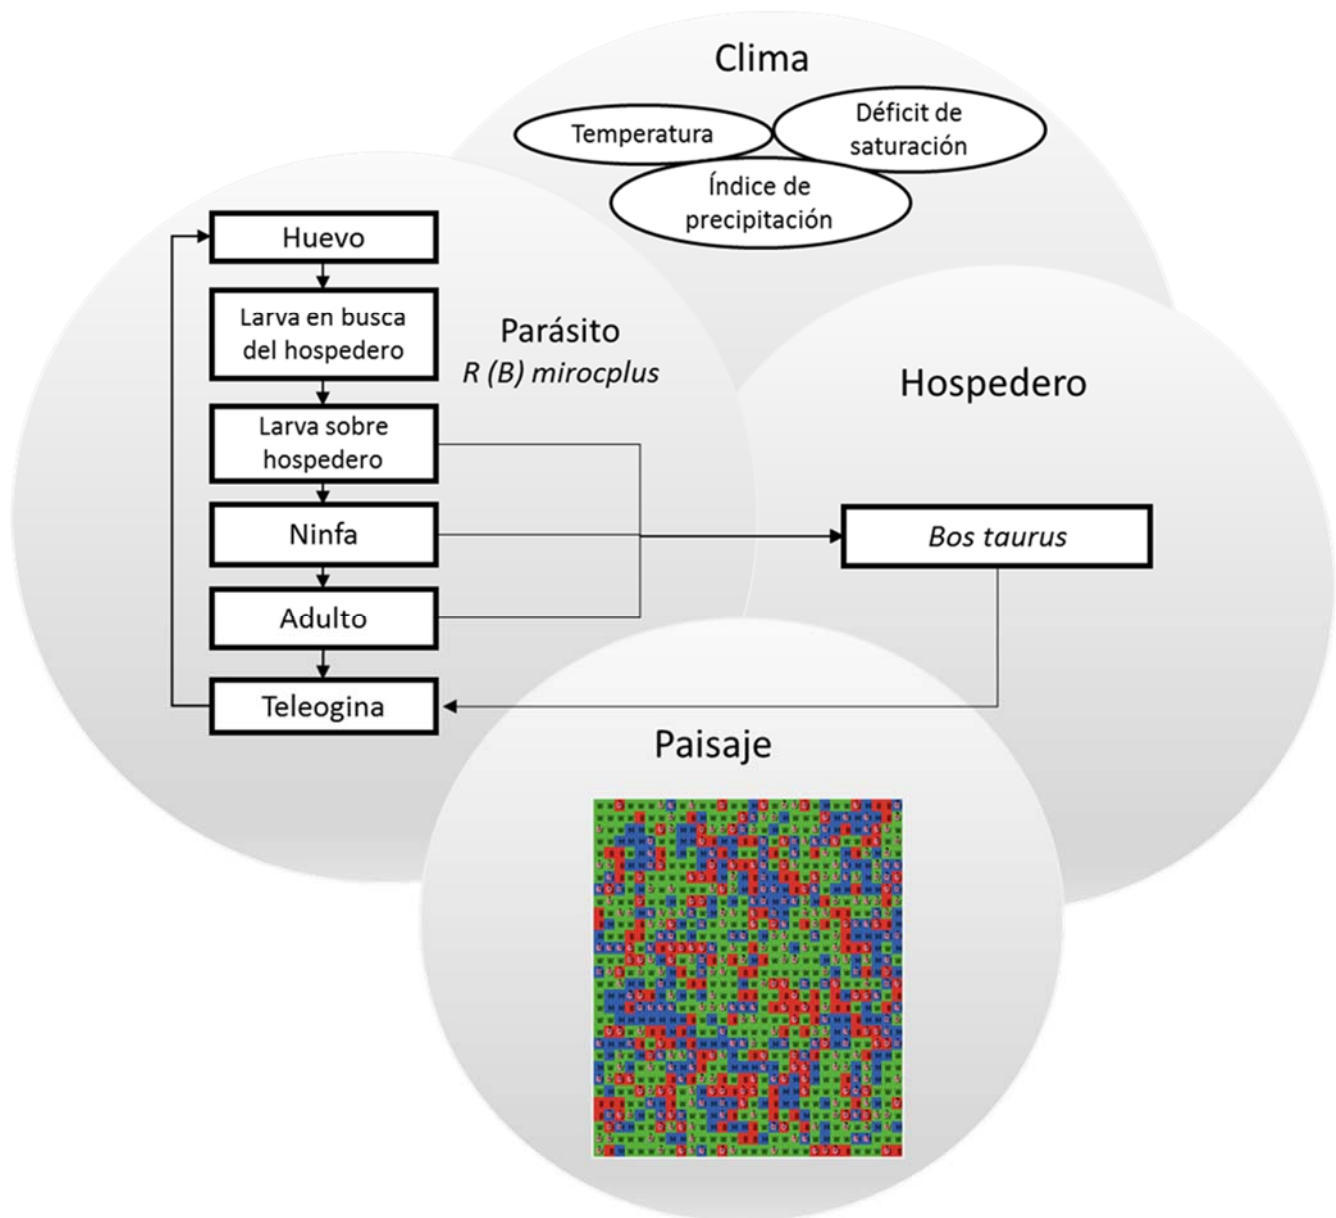 Clima
Temperatura
Déficit de
saturación
Índice de
precipitación
Huevo
Larva en busca
del hospedero
Larva sobre
hospedero
Ninfa
Adulto
Teleogina
Parásito
R (B) mirocplus
Hospedero
Bos taurus
Paisaje